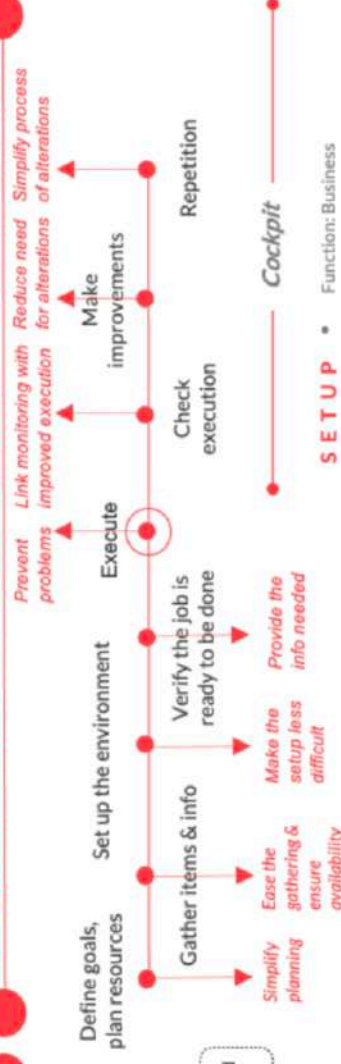 Prevent
problems
Link monitoring with
improved execution
Reduce need
for alterations
Simplify process
of alterations
Define goals,
plan resources
Set up the environment
Execute
Make
improvements
Gather items & info
Verify the job is
ready to be done
Check
execution
Repetition
Simplify
planning
Ease the
gathering &
ensure
availability
Make the
setup less
difficult
Provide the
info needed
Cockpit
SETUP • Function: Business